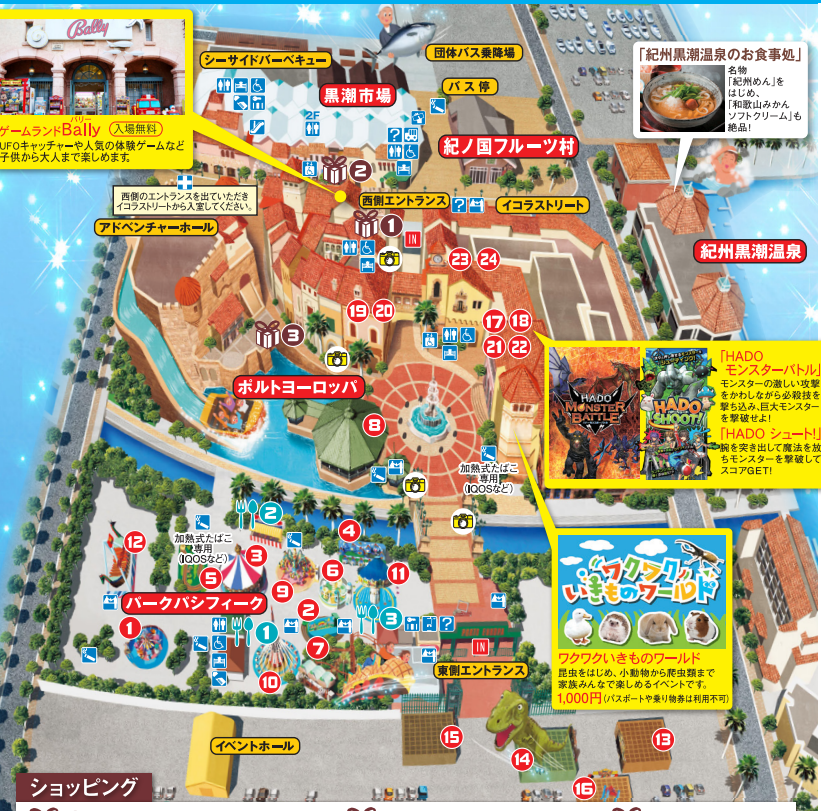 Bally
バリー
ゲームランドBally 入場無料
UFOキャッチャーや人気の体験ゲームなど
子供から大人まで楽しめます。
シーサイドバーベキュー
団体バス乗降場
バス停
黒潮市場
2F
紀ノ国フルーツ村
「紀州黒潮温泉のお食事処」
名物
「紀州めん」を
はじめ、
「和歌山みかん
ソフトクリーム」も
絶品!
2
西側のエントランスを出ていただき
イコラストリートから入室してください。
西側エントランス
イコラストリート
1
IN
アドベンチャーホール
紀州黒潮温泉
23 24
19 20
17 18
21 22
3
ポルトヨーロッパ
8
HADO
MONSTER
BATTLE
HADO
SHOOT!
「HADO
モンスターバトル」
モンスターの激しい攻撃
をかわしながら必殺技を
撃ち込み、巨大モンスター
を撃破せよ!
「HADO シュート!」
腕を突き出して魔法を放
ちモンスターを撃破して
スコアGET!
加熱式たばこ
専用
(IQOSなど)
2
加熱式たばこ
専用
(IQOSなど)
12
3
4
5
6
11
9
パークパシフィーク
2
3
1
1
7
10
IN
東側エントランス
ワクワク
いきものワールド
ワクワクいきものワールド
昆虫をはじめ、小動物から爬虫類まで
家族みんなで楽しめるイベントです。
1,000円(パスポートや乗り物券は利用不可)
イベントホール
15
14
13
16
ショッピング